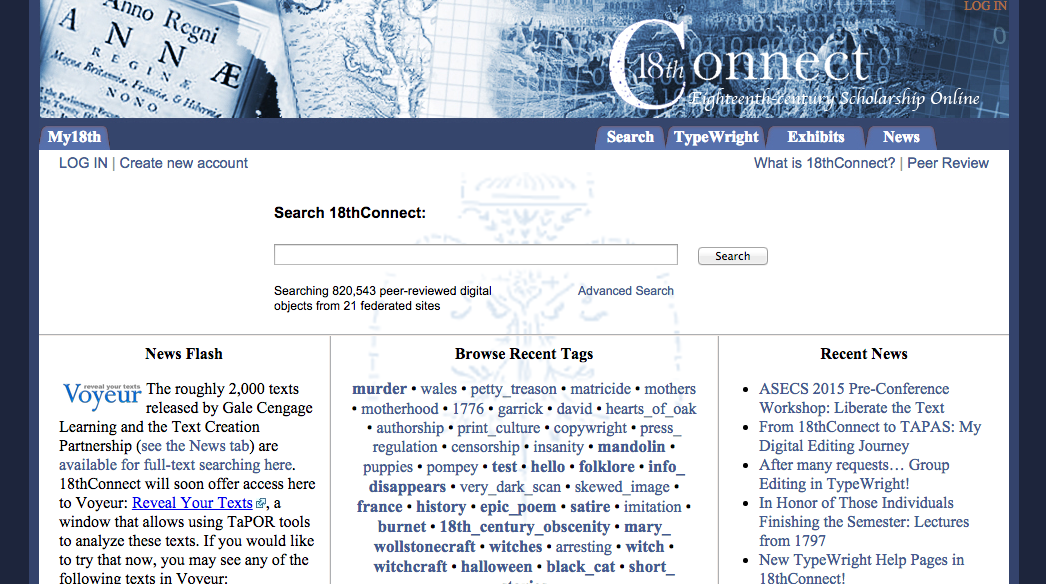 LOG IN
Anno Regni
A N N Æ
R E G I N Æ
Magnæ Britanniæ, Franciæ, & Hiberniæ
N O N O
18th Connect
Eighteenth-century Scholarship Online
My18th
Search
TypeWright
Exhibits
News
LOG IN | Create new account
What is 18thConnect? | Peer Review
Search 18thConnect:
Search
Searching 820,543 peer-reviewed digital
objects from 21 federated sites
Advanced Search
News Flash
reveal your texts
Voyeur
The roughly 2,000 texts
released by Gale Cengage
Learning and the Text Creation
Partnership (see the News tab) are
available for full-text searching here.
18thConnect will soon offer access here
to Voyeur: Reveal Your Texts, a
window that allows using TaPOR tools
to analyze these texts. If you would like
to try that now, you may see any of the
following texts in Voyeur:
Browse Recent Tags
murder • wales • petty_treason • matricide • mothers
• motherhood • 1776 • garrick • david • hearts_of_oak
• authorship • print_culture • copywright • press_
regulation • censorship • insanity • mandolin •
puppies • pompey • test • hello • folklore • info_
disappears • very_dark_scan • skewed_image •
france • history • epic_poem • satire • imitation •
burnet • 18th_century_obscenity • mary_
wollstonecraft • witches • arresting • witch •
witchcraft • halloween • black_cat • short_
stories
Recent News
• ASECS 2015 Pre-Conference
Workshop: Liberate the Text
• From 18thConnect to TAPAS: My
Digital Editing Journey
• After many requests… Group
Editing in TypeWright!
• In Honor of Those Individuals
Finishing the Semester: Lectures
from 1797
• New TypeWright Help Pages in
18thConnect!